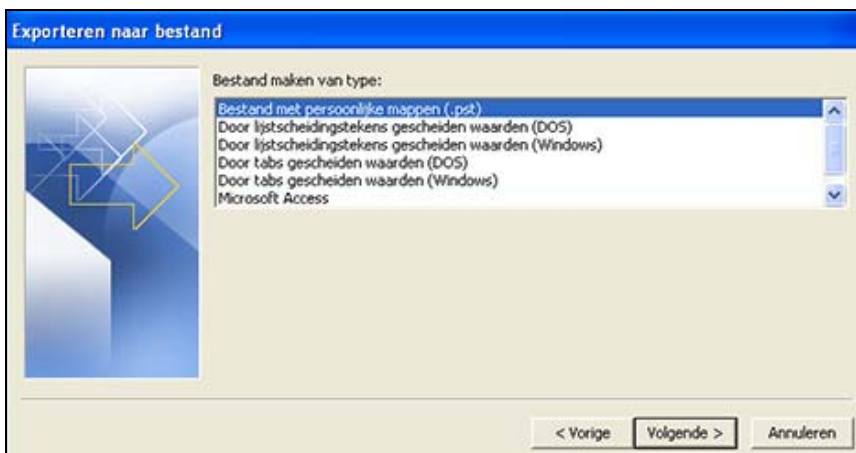 Exporteren naar bestand
Bestand maken van type:
Bestand met persoonlijke mappen (.pst)
Door lijstscheidingstekens gescheiden waarden (DOS)
Door lijstscheidingstekens gescheiden waarden (Windows)
Door tabs gescheiden waarden (DOS)
Door tabs gescheiden waarden (Windows)
Microsoft Access
< Vorige
Volgende >
Annuleren